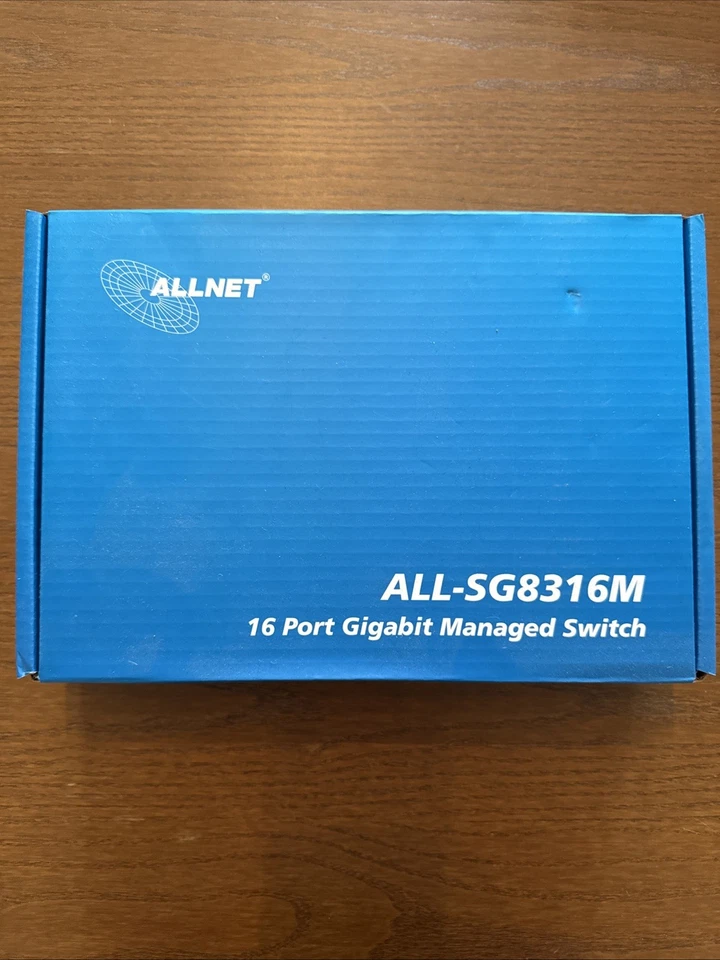 ALLNET®
ALL-SG8316M
16 Port Gigabit Managed Switch